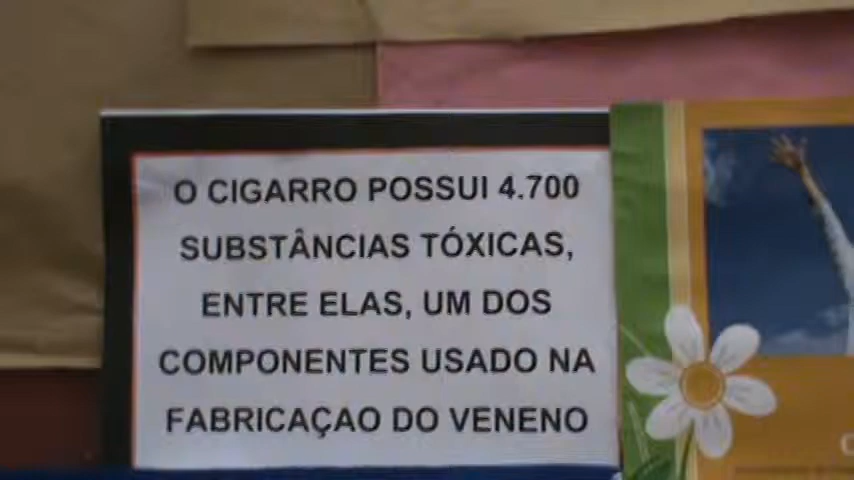 O CIGARRO POSSUI 4.700
SUBSTÂNCIAS TÓXICAS,
ENTRE ELAS, UM DOS
COMPONENTES USADO NA
FABRICAÇAO DO VENENO